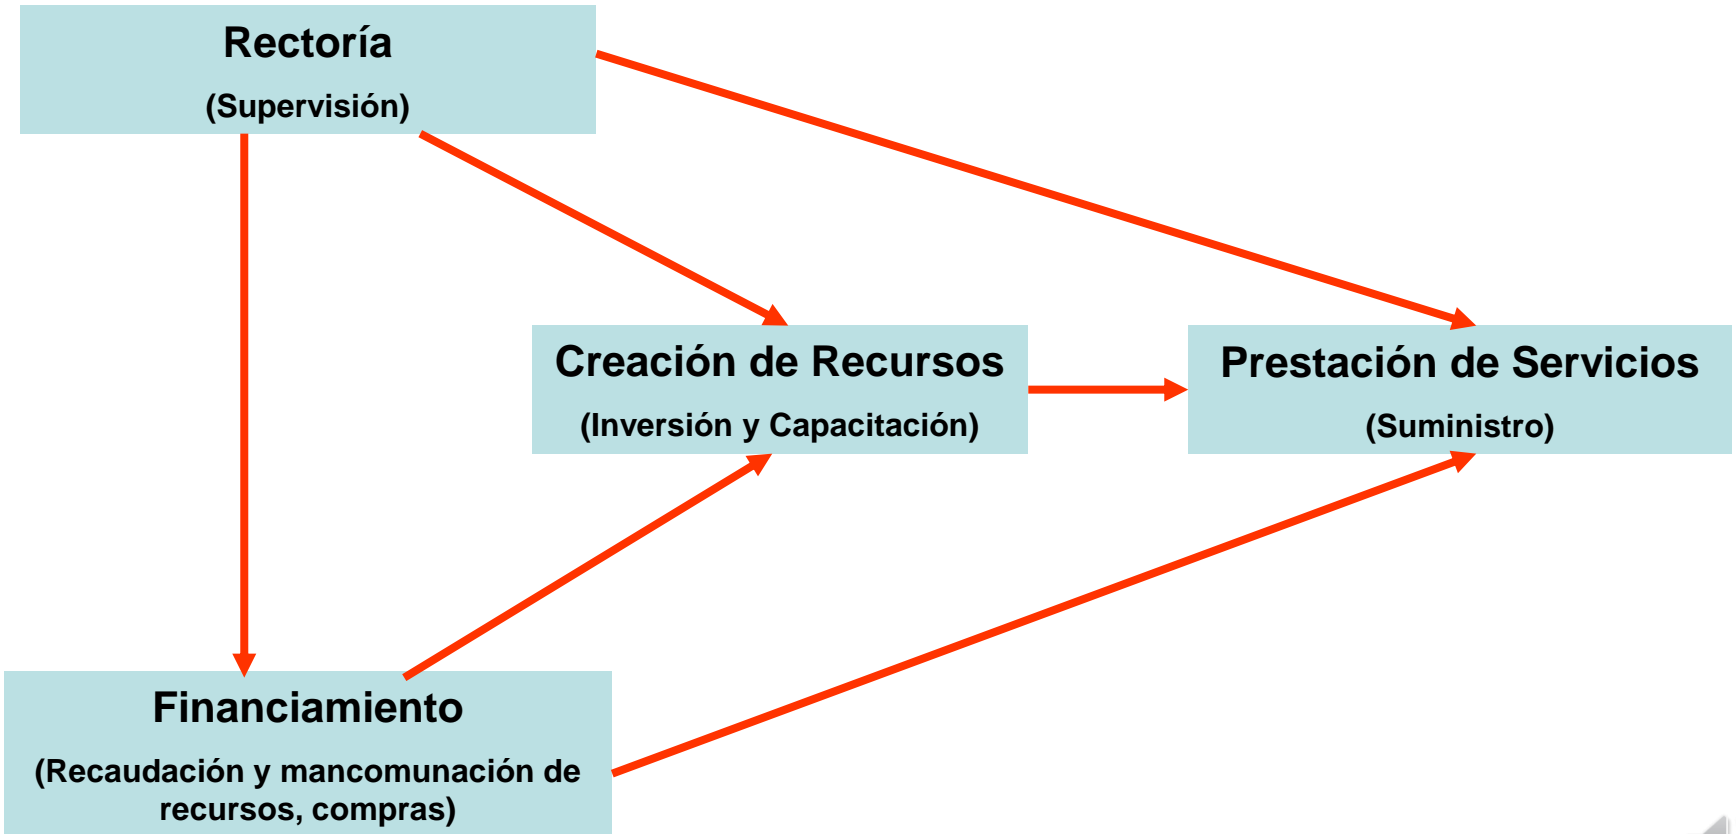 Rectoría
(Supervisión)
Creación de Recursos
(Inversión y Capacitación)
Prestación de Servicios
(Suministro)
Financiamiento
(Recaudación y mancomunación de
recursos, compras)